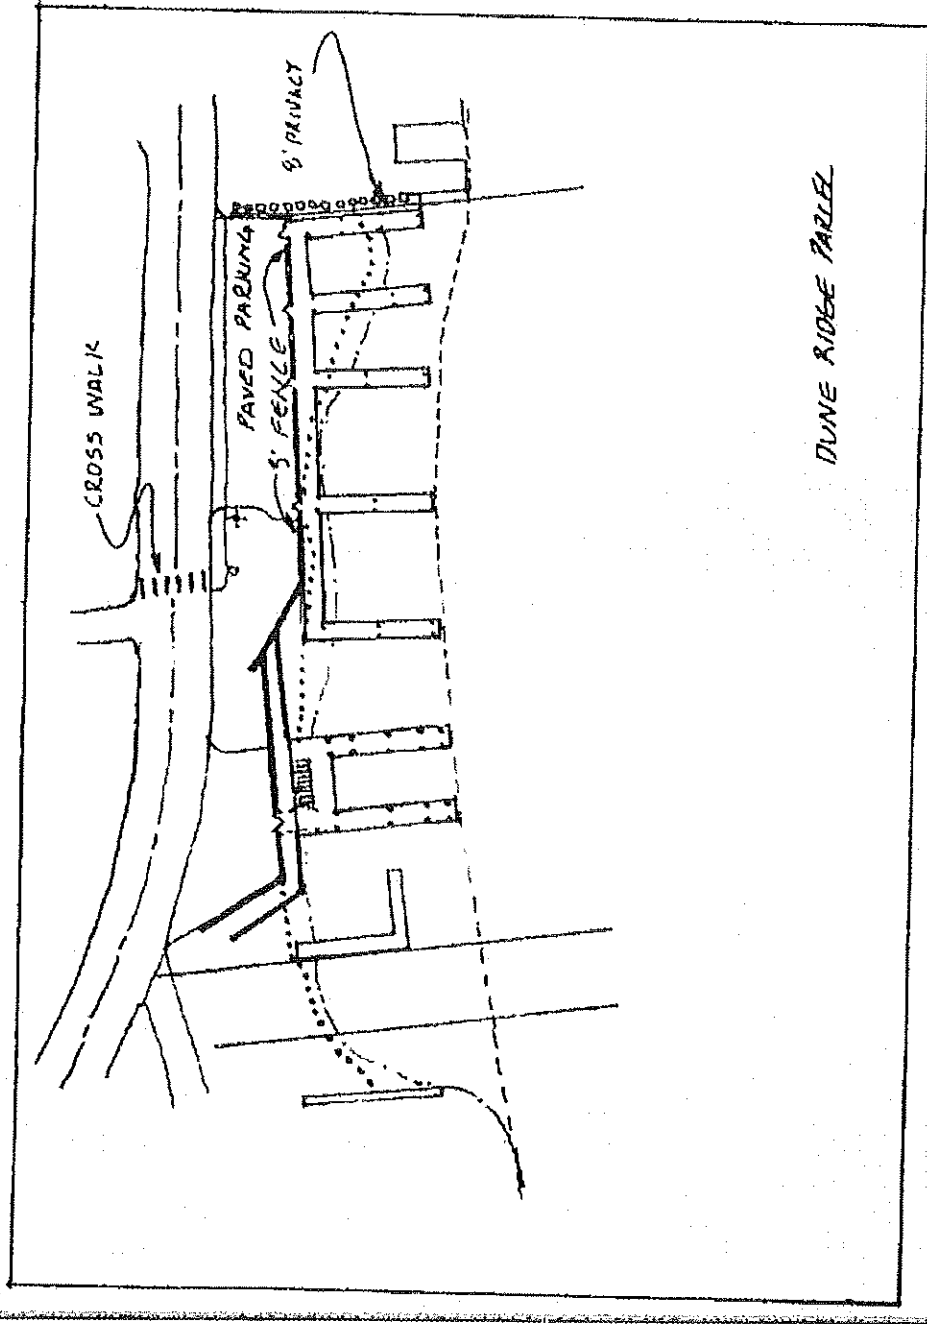 CROSS WALK
8' PRIVACY
PAVED PARKING
5' FENCE
DUNE RIDGE PARCEL